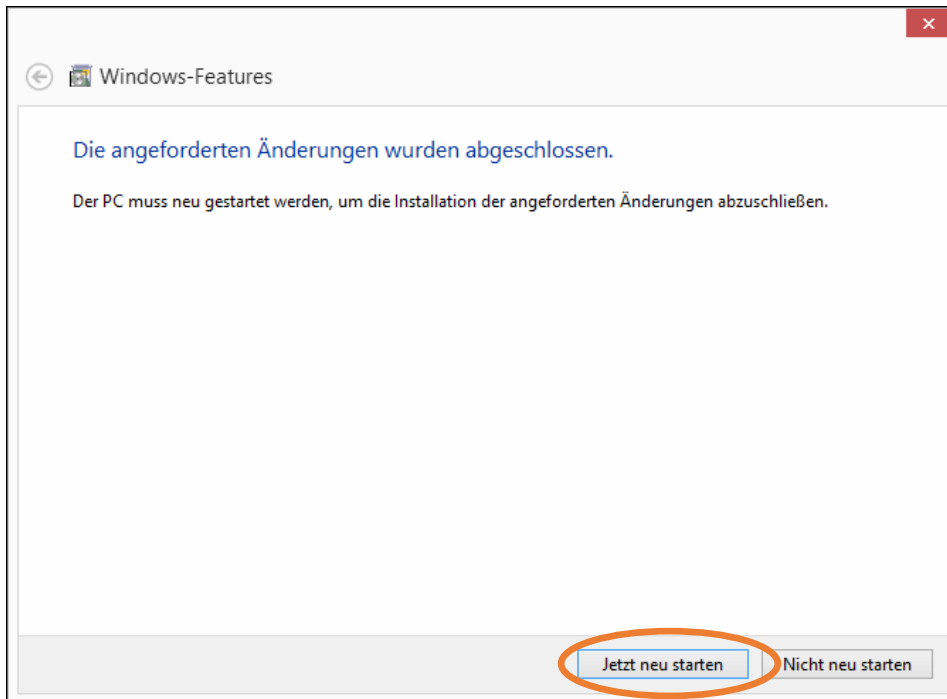 Windows-Features
Die angeforderten Änderungen wurden abgeschlossen.
Der PC muss neu gestartet werden, um die Installation der angeforderten Änderungen abzuschließen.
Jetzt neu starten
Nicht neu starten